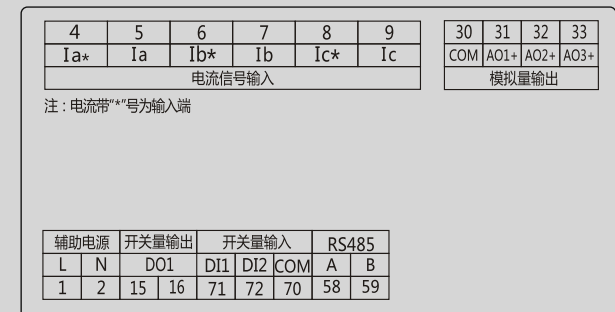 4 5 6 7 8 9 30 31 32 33
Ia* Ia Ib* Ib Ic* Ic COM AO1+ AO2+ AO3+
电流信号输入 模拟量输出
注：电流带"*"号为输入端
辅助电源 开关量输出 开关量输入 RS485
L N DO1 DI1 DI2 COM A B
1 2 15 16 71 72 70 58 59